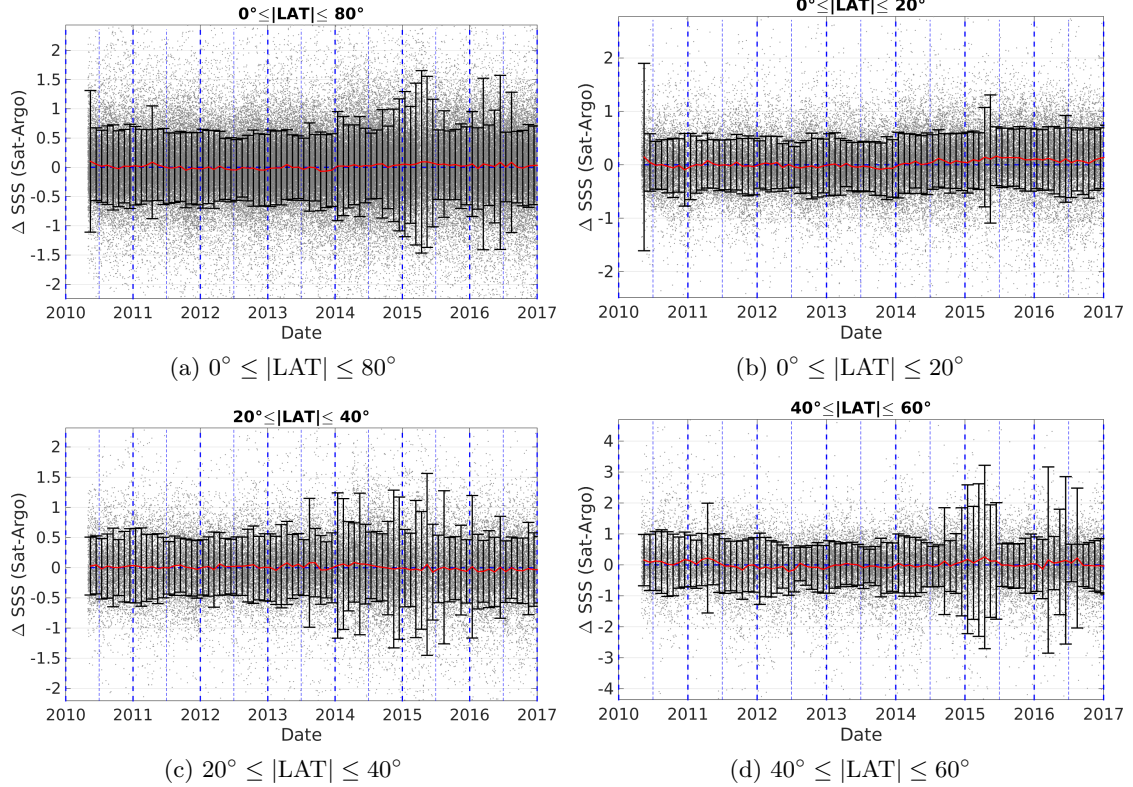 0°≤|LAT|≤ 80°
2
1.5
1
0.5
0
-0.5
-1
-1.5
-2
Δ SSS (Sat-Argo)
2010 2011 2012 2013 2014 2015 2016 2017
Date
(a) 0° ≤ |LAT| ≤ 80°
0°≤|LAT|≤ 20°
2
1
0
-1
-2
Δ SSS (Sat-Argo)
2010 2011 2012 2013 2014 2015 2016 2017
Date
(b) 0° ≤ |LAT| ≤ 20°
20°≤|LAT|≤ 40°
2
1.5
1
0.5
0
-0.5
-1
-1.5
-2
Δ SSS (Sat-Argo)
2010 2011 2012 2013 2014 2015 2016 2017
Date
(c) 20° ≤ |LAT| ≤ 40°
40°≤|LAT|≤ 60°
4
3
2
1
0
-1
-2
-3
-4
Δ SSS (Sat-Argo)
2010 2011 2012 2013 2014 2015 2016 2017
Date
(d) 40° ≤ |LAT| ≤ 60°